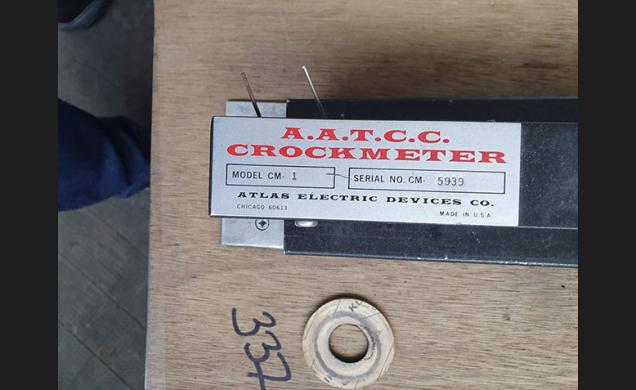 A.A.T.C.C.
CROCKMETER
MODEL CM- 1
SERIAL NO. CM- 5939
ATLAS ELECTRIC DEVICES CO.
CHICAGO 60613
MADE IN U.S.A
337